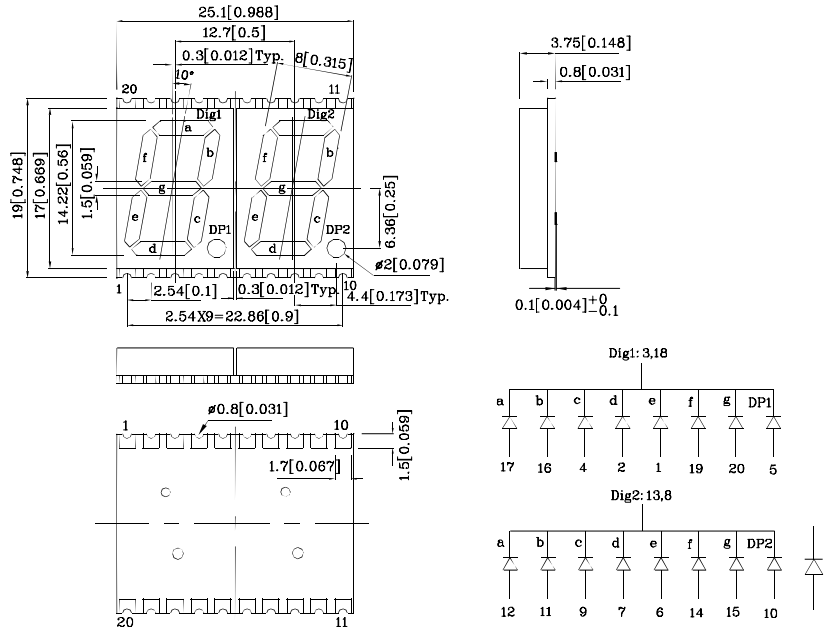 25.1[0.988]
12.7[0.5]
0.3[0.012]Typ.
8[0.315]
10°
20
11
Dig1
Dig2
a
f
b
g
e
c
d
DP1
f
b
g
e
c
d
DP2
19[0.748]
17[0.669]
14.22[0.56]
1.5[0.059]
6.36[0.25]
ø2[0.079]
1
10
2.54[0.1]
0.3[0.012]Typ.
4.4[0.173]Typ.
2.54X9=22.86[0.9]
3.75[0.148]
0.8[0.031]
0.1[0.004]+0 -0.1
1
ø0.8[0.031]
10
1.7[0.067]
1.5[0.059]
20
11
Dig1: 3,18
a b c d e f g DP1
17 16 4 2 1 19 20 5
Dig2: 13,8
a b c d e f g DP2
12 11 9 7 6 14 15 10